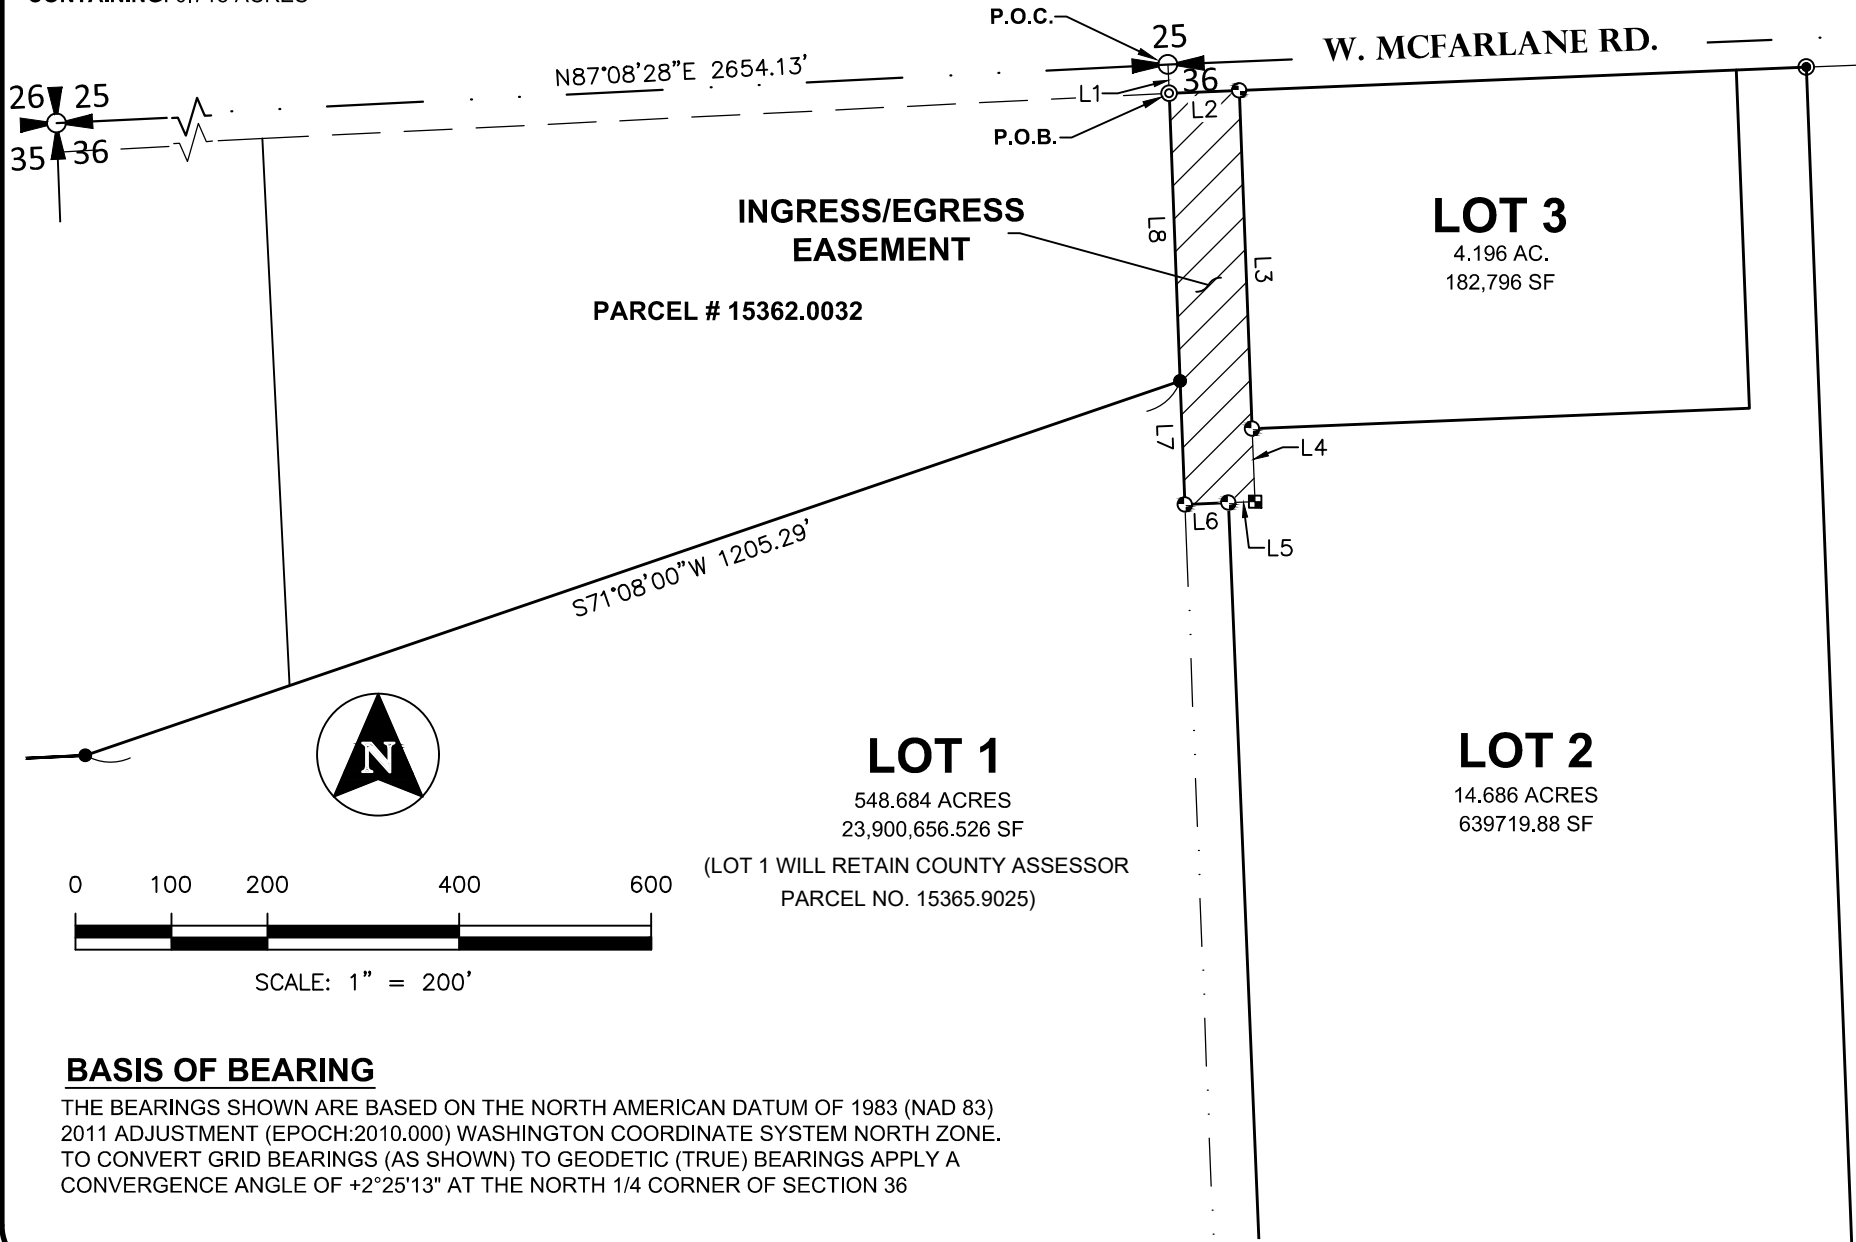 P.O.C.
25
W. MCFARLANE RD.
N87°08'28"E 2654.13'
26 25
36
L1
L2
35 36
P.O.B.
INGRESS/EGRESS
EASEMENT
L8
L3
LOT 3
4.196 AC.
182,796 SF
PARCEL # 15362.0032
L7
L4
L6
L5
S71°08'00"W 1205.29'
N
LOT 1
548.684 ACRES
23,900,656.526 SF
(LOT 1 WILL RETAIN COUNTY ASSESSOR
PARCEL NO. 15365.9025)
LOT 2
14.686 ACRES
639719.88 SF
0 100 200 400 600
SCALE: 1" = 200'
BASIS OF BEARING
THE BEARINGS SHOWN ARE BASED ON THE NORTH AMERICAN DATUM OF 1983 (NAD 83)
2011 ADJUSTMENT (EPOCH:2010.000) WASHINGTON COORDINATE SYSTEM NORTH ZONE.
TO CONVERT GRID BEARINGS (AS SHOWN) TO GEODETIC (TRUE) BEARINGS APPLY A
CONVERGENCE ANGLE OF +2°25'13" AT THE NORTH 1/4 CORNER OF SECTION 36